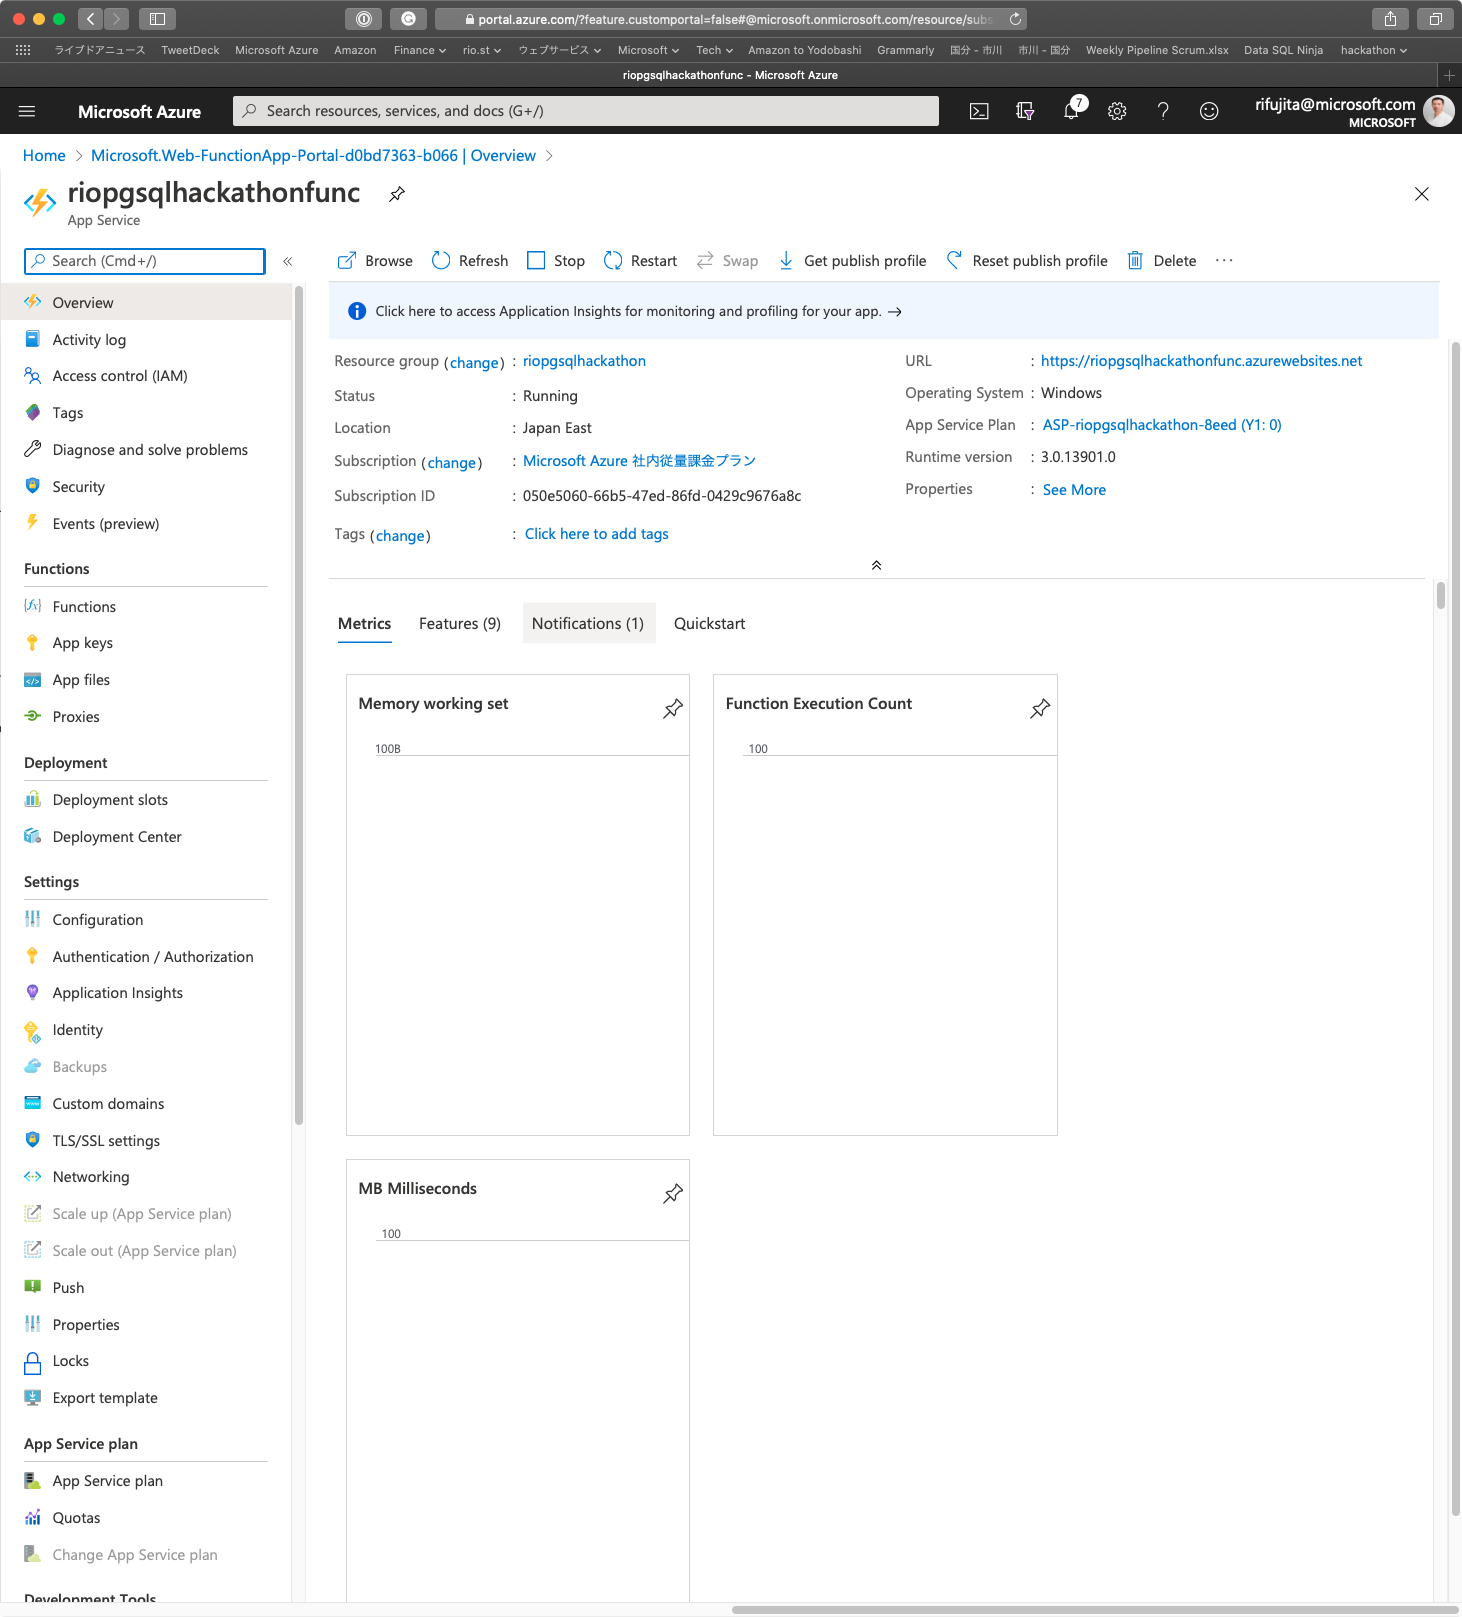 portal.azure.com/?feature.customportal=false#@microsoft.onmicrosoft.com/resource/subs
ライブドアニュース TweetDeck Microsoft Azure Amazon Finance rio.st ウェブサービス Microsoft Tech Amazon to Yodobashi Grammarly 国分 - 市川 市川 - 国分 Weekly Pipeline Scrum.xlsx Data SQL Ninja hackathon
riopgsqlhackathonfunc - Microsoft Azure
Microsoft Azure
Search resources, services, and docs (G+/)
7
rifujita@microsoft.com
MICROSOFT
Home > Microsoft.Web-FunctionApp-Portal-d0bd7363-b066 | Overview >
riopgsqlhackathonfunc
App Service
Search (Cmd+/)
«
Browse Refresh Stop Restart Swap Get publish profile Reset publish profile Delete ...
Click here to access Application Insights for monitoring and profiling for your app. →
Overview
Activity log
Access control (IAM)
Tags
Diagnose and solve problems
Security
Events (preview)
Functions
Functions
App keys
App files
Proxies
Deployment
Deployment slots
Deployment Center
Settings
Configuration
Authentication / Authorization
Application Insights
Identity
Backups
Custom domains
TLS/SSL settings
Networking
Scale up (App Service plan)
Scale out (App Service plan)
Push
Properties
Locks
Export template
App Service plan
App Service plan
Quotas
Change App Service plan
Development Tools
Resource group (change) : riopgsqlhackathon
Status : Running
Location : Japan East
Subscription (change) : Microsoft Azure 社内従量課金プラン
Subscription ID : 050e5060-66b5-47ed-86fd-0429c9676a8c
Tags (change) : Click here to add tags
URL : https://riopgsqlhackathonfunc.azurewebsites.net
Operating System : Windows
App Service Plan : ASP-riopgsqlhackathon-8eed (Y1: 0)
Runtime version : 3.0.13901.0
Properties : See More
Metrics Features (9) Notifications (1) Quickstart
Memory working set
100B
Function Execution Count
100
MB Milliseconds
100